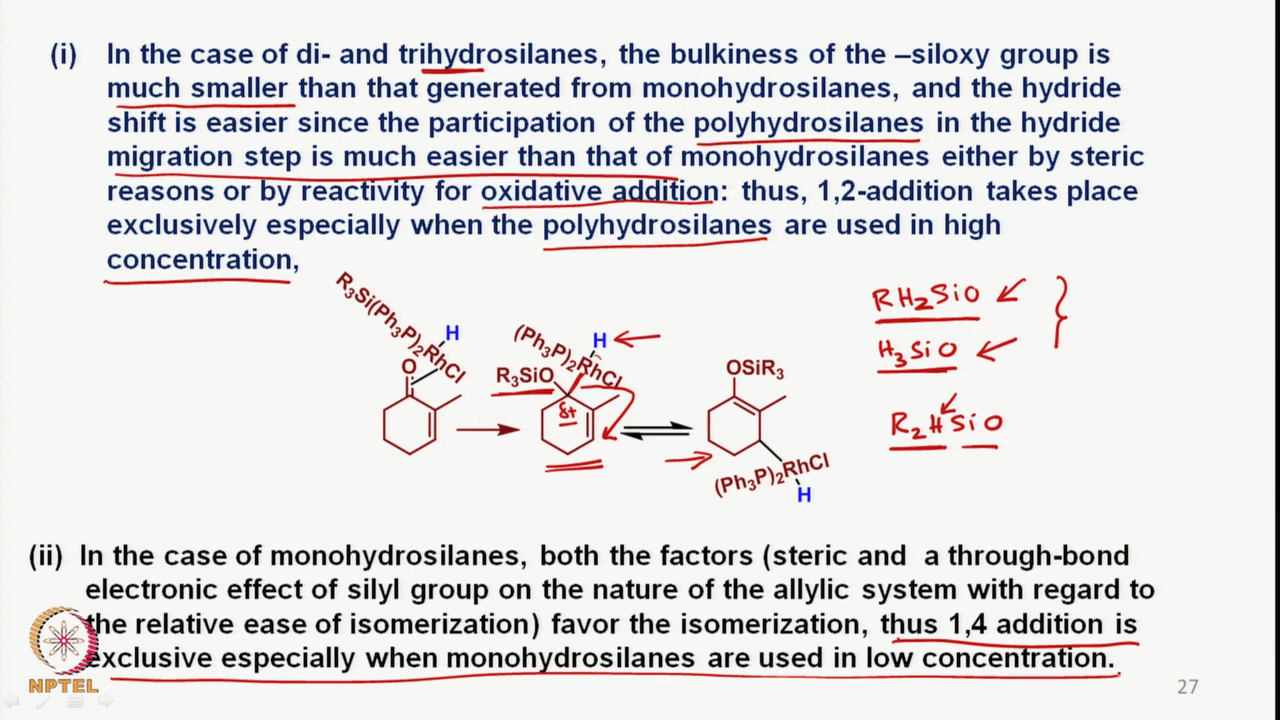 (i) In the case of di- and trihydrosilanes, the bulkiness of the –siloxy group is
much smaller than that generated from monohydrosilanes, and the hydride
shift is easier since the participation of the polyhydrosilanes in the hydride
migration step is much easier than that of monohydrosilanes either by steric
reasons or by reactivity for oxidative addition: thus, 1,2-addition takes place
exclusively especially when the polyhydrosilanes are used in high
concentration,
R3Si(Ph3P)2RhCl
H
O
(Ph3P)2RhCl
H
R3SiO
δ+
OSiR3
(Ph3P)2RhCl
H
RH2SiO
H3SiO
R2HSiO
(ii) In the case of monohydrosilanes, both the factors (steric and a through-bond
electronic effect of silyl group on the nature of the allylic system with regard to
the relative ease of isomerization) favor the isomerization, thus 1,4 addition is
exclusive especially when monohydrosilanes are used in low concentration.
NPTEL
27